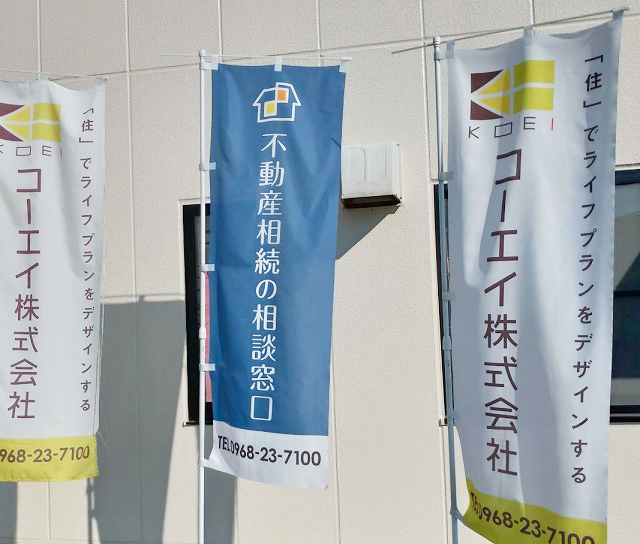 KOEI
「住」でライフプランをデザインする
コーエイ株式会社
968-23-7100
不動産相続の相談窓口
TEL0968-23-7100
KOEI
「住」でライフプランをデザインする
コーエイ株式会社
TEL0968-23-7100